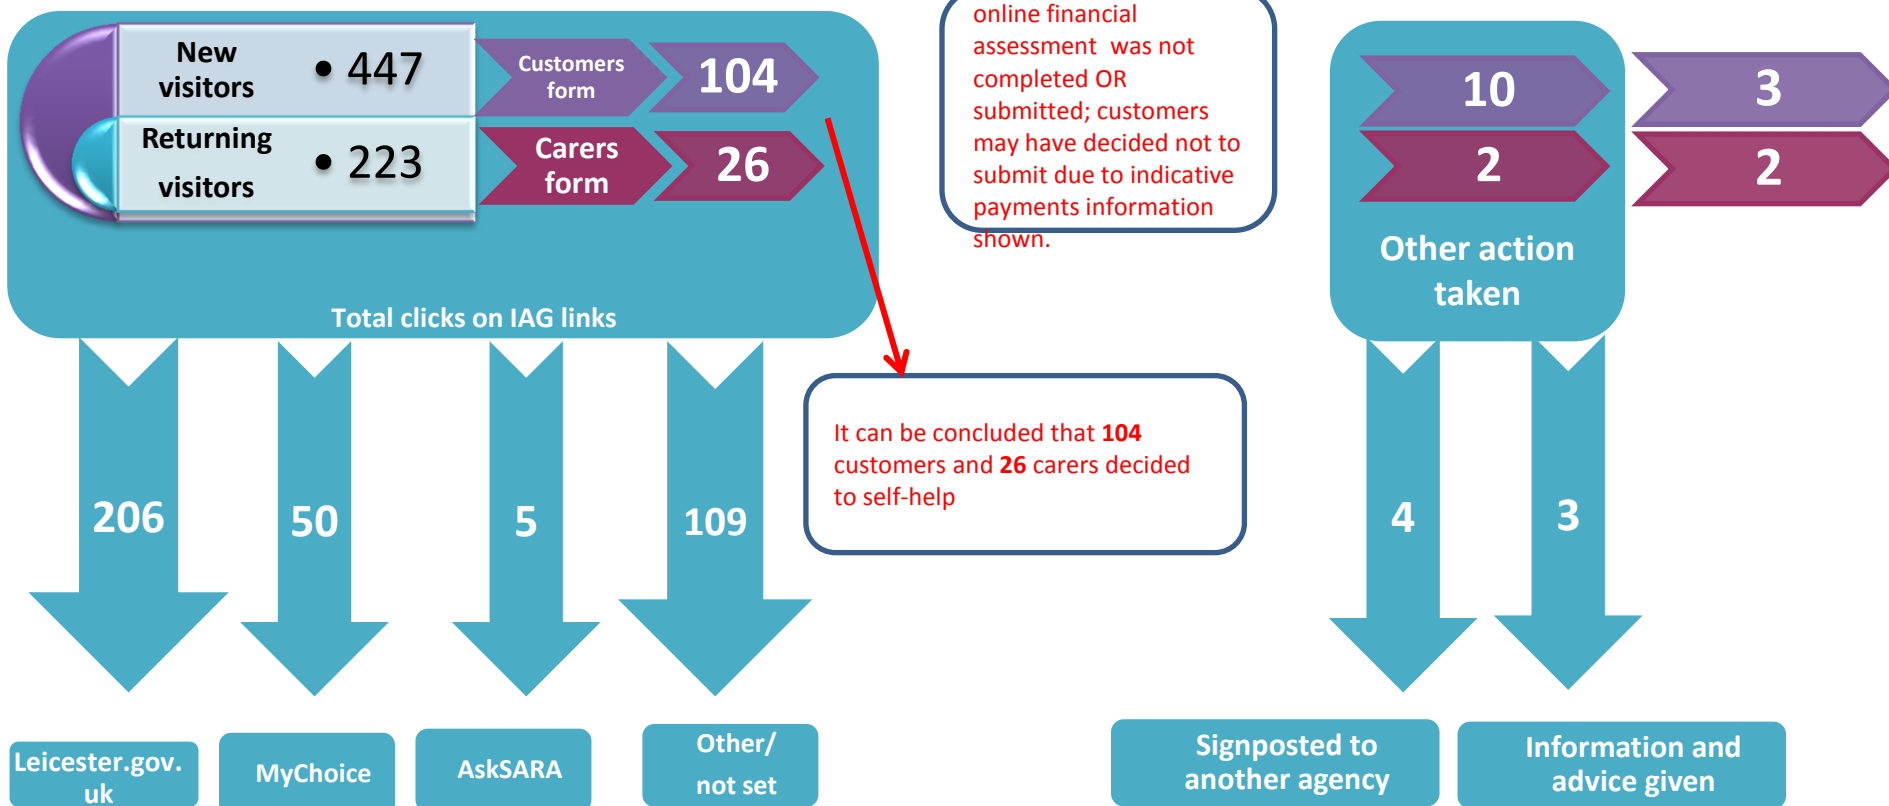 New
visitors
• 447
Customers
form
104
Returning
visitors
• 223
Carers
form
26
Total clicks on IAG links
206
50
5
109
Leicester.gov.
uk
MyChoice
AskSARA
Other/
not set
online financial
assessment was not
completed OR
submitted; customers
may have decided not to
submit due to indicative
payments information
shown.
It can be concluded that 104
customers and 26 carers decided
to self-help
10
3
2
2
Other action
taken
4
3
Signposted to
another agency
Information and
advice given